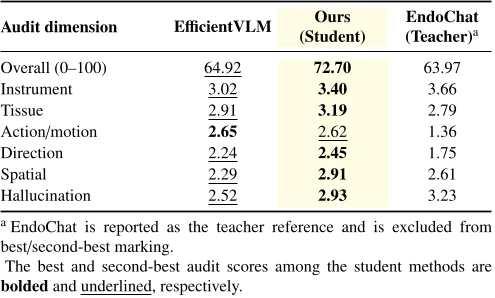 Audit dimension EfficientVLM Ours (Student) EndoChat (Teacher)ᵃ
Overall (0–100) 64.92 72.70 63.97
Instrument 3.02 3.40 3.66
Tissue 2.91 3.19 2.79
Action/motion 2.65 2.62 1.36
Direction 2.24 2.45 1.75
Spatial 2.29 2.91 2.61
Hallucination 2.52 2.93 3.23
ᵃ EndoChat is reported as the teacher reference and is excluded from
best/second-best marking.
The best and second-best audit scores among the student methods are
bolded and underlined, respectively.